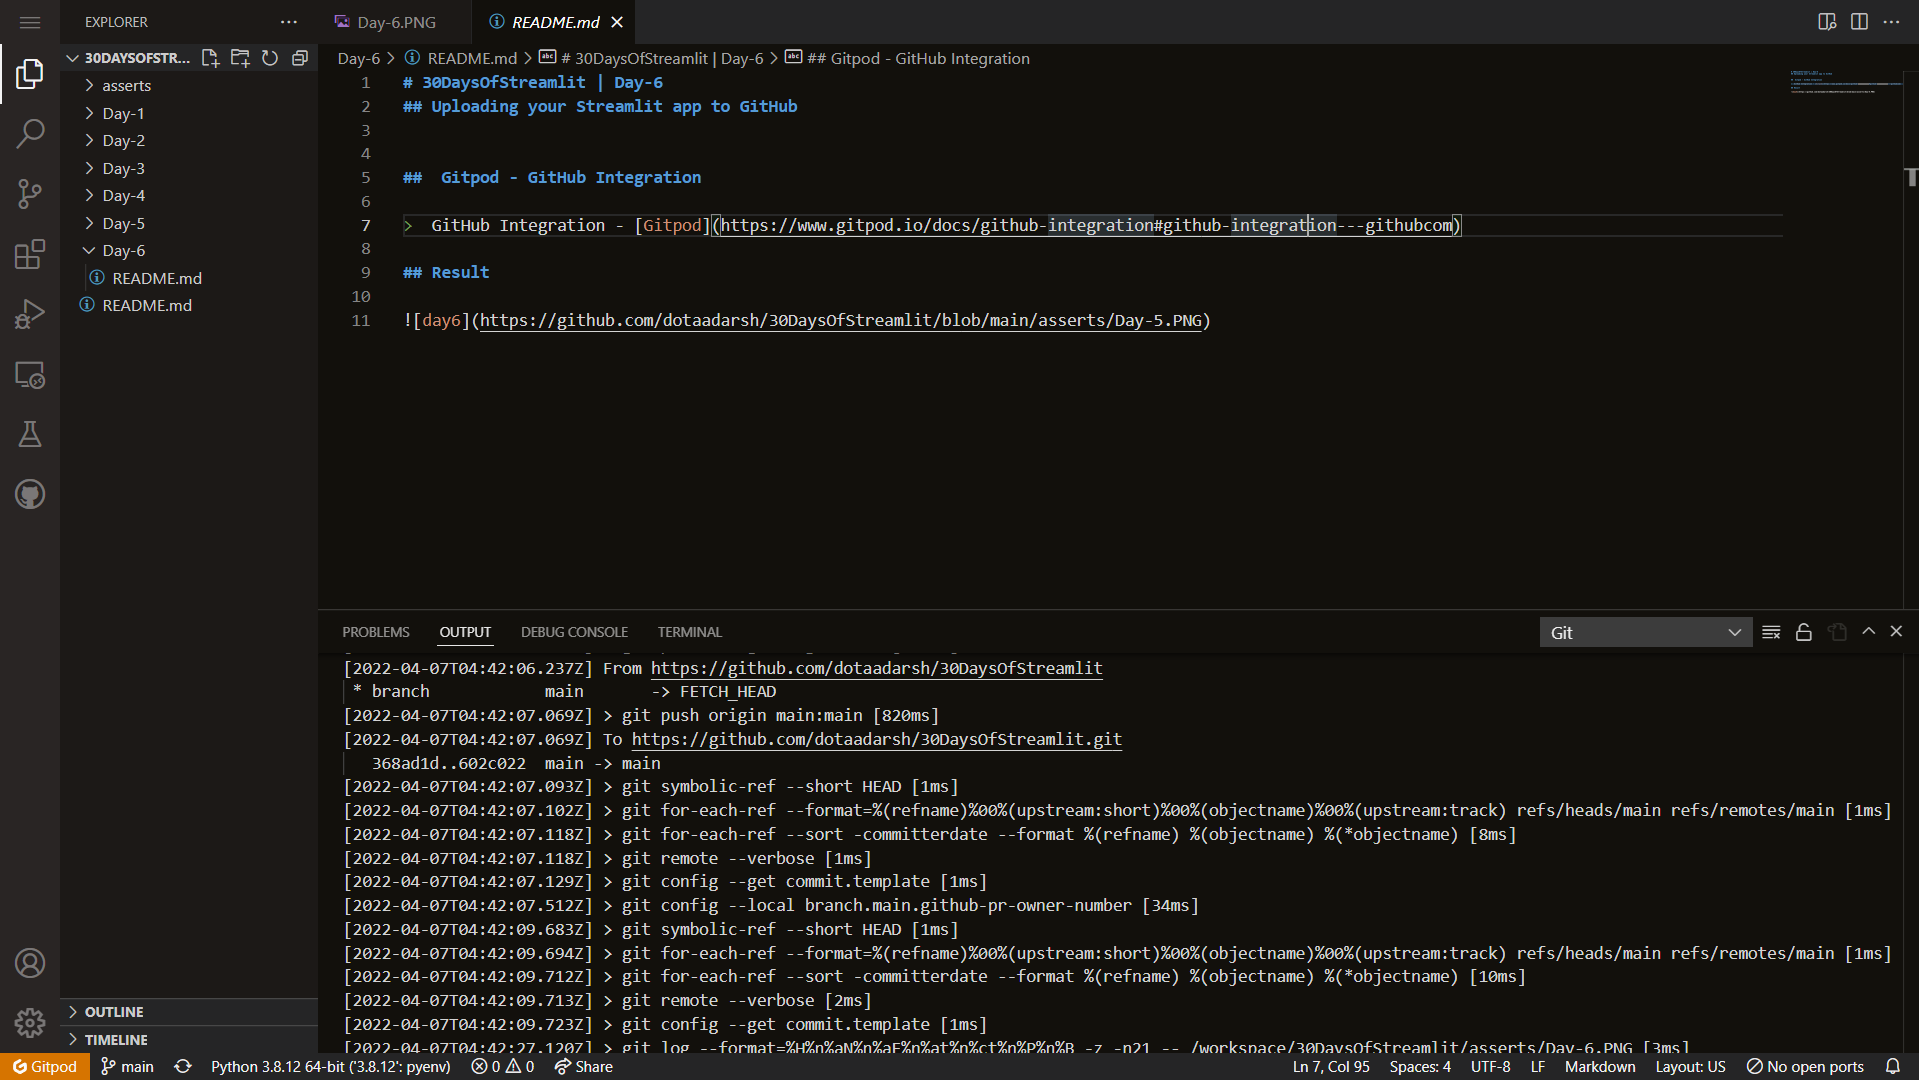 EXPLORER
Day-6.PNG
README.md
30DAYSOFSTR...
asserts
Day-1
Day-2
Day-3
Day-4
Day-5
Day-6
README.md
README.md
OUTLINE
TIMELINE
Day-6 > README.md > # 30DaysOfStreamlit | Day-6 > ## Gitpod - GitHub Integration
1 # 30DaysOfStreamlit | Day-6
2 ## Uploading your Streamlit app to GitHub
3
4
5 ##  Gitpod - GitHub Integration
6
7 >  GitHub Integration - [Gitpod](https://www.gitpod.io/docs/github-integration#github-integration---githubcom)
8
9 ## Result
10
11 ![day6](https://github.com/dotaadarsh/30DaysOfStreamlit/blob/main/asserts/Day-5.PNG)
PROBLEMS OUTPUT DEBUG CONSOLE TERMINAL
Git
[2022-04-07T04:42:06.237Z] From https://github.com/dotaadarsh/30DaysOfStreamlit
* branch            main       -> FETCH_HEAD
[2022-04-07T04:42:07.069Z] > git push origin main:main [820ms]
[2022-04-07T04:42:07.069Z] To https://github.com/dotaadarsh/30DaysOfStreamlit.git
368ad1d..602c022  main -> main
[2022-04-07T04:42:07.093Z] > git symbolic-ref --short HEAD [1ms]
[2022-04-07T04:42:07.102Z] > git for-each-ref --format=%(refname)%00%(upstream:short)%00%(objectname)%00%(upstream:track) refs/heads/main refs/remotes/main [1ms]
[2022-04-07T04:42:07.118Z] > git for-each-ref --sort -committerdate --format %(refname) %(objectname) %(*objectname) [8ms]
[2022-04-07T04:42:07.118Z] > git remote --verbose [1ms]
[2022-04-07T04:42:07.129Z] > git config --get commit.template [1ms]
[2022-04-07T04:42:07.512Z] > git config --local branch.main.github-pr-owner-number [34ms]
[2022-04-07T04:42:09.683Z] > git symbolic-ref --short HEAD [1ms]
[2022-04-07T04:42:09.694Z] > git for-each-ref --format=%(refname)%00%(upstream:short)%00%(objectname)%00%(upstream:track) refs/heads/main refs/remotes/main [1ms]
[2022-04-07T04:42:09.712Z] > git for-each-ref --sort -committerdate --format %(refname) %(objectname) %(*objectname) [10ms]
[2022-04-07T04:42:09.713Z] > git remote --verbose [2ms]
[2022-04-07T04:42:09.723Z] > git config --get commit.template [1ms]
[2022-04-07T04:42:27.120Z] > git log --format=%H%n%aN%n%aE%n%at%n%ct%n%P%n%B -z -n21 -- /workspace/30DaysOfStreamlit/asserts/Day-6.PNG [3ms]
Gitpod main Python 3.8.12 64-bit ('3.8.12': pyenv) 0 0 Share Ln 7, Col 95 Spaces: 4 UTF-8 LF Markdown Layout: US No open ports